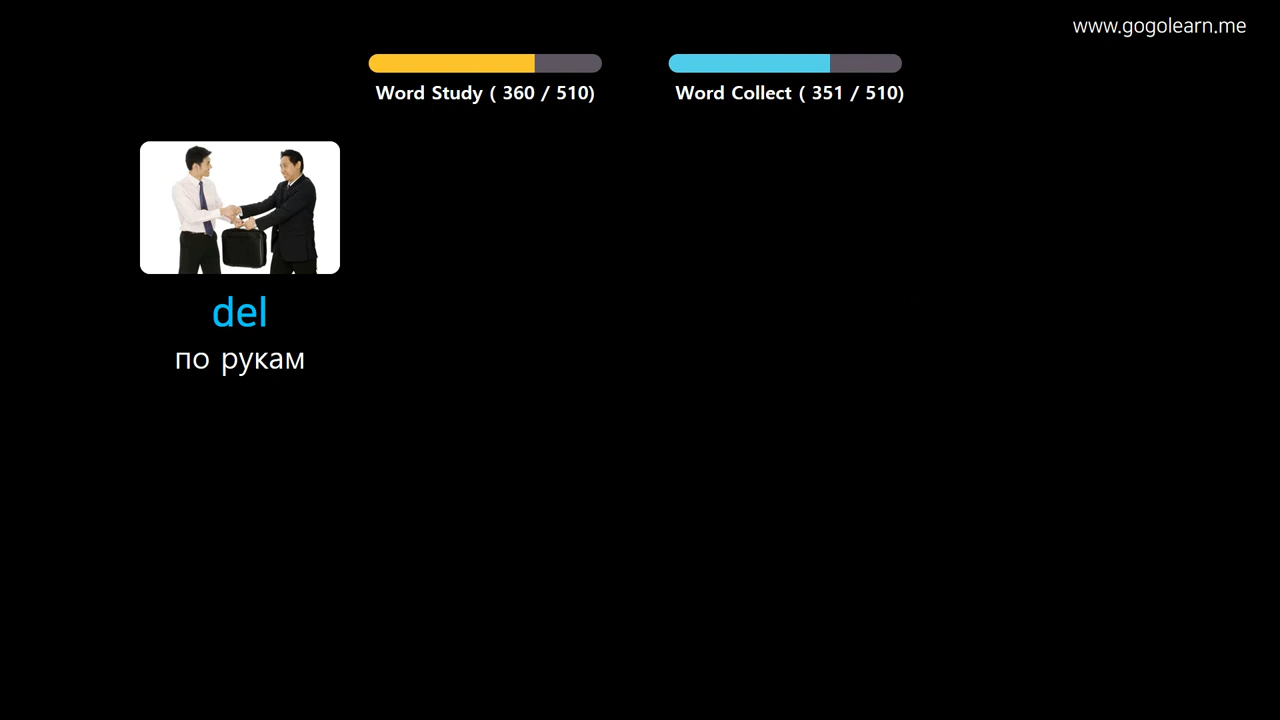 www.gogolearn.me
Word Study ( 360 / 510)
Word Collect ( 351 / 510)
del
по рукам